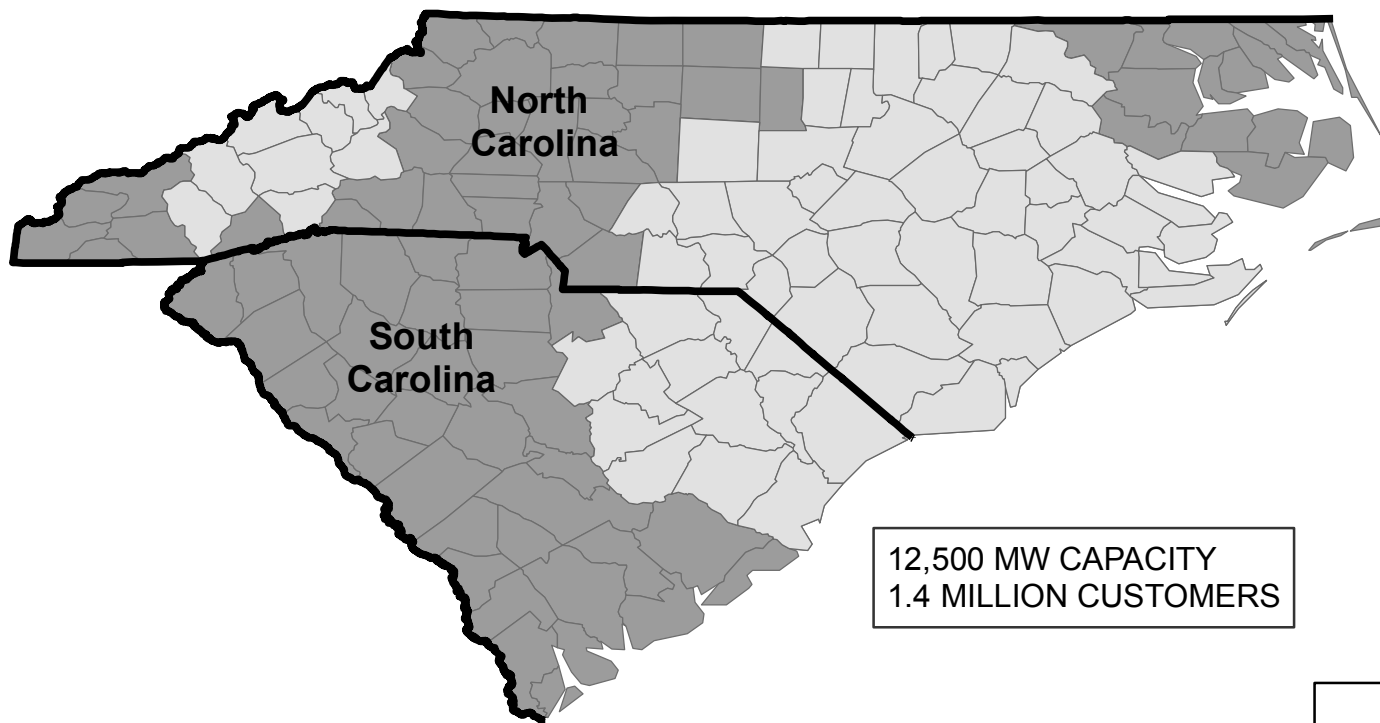 North
Carolina
South
Carolina
12,500 MW CAPACITY
1.4 MILLION CUSTOMERS